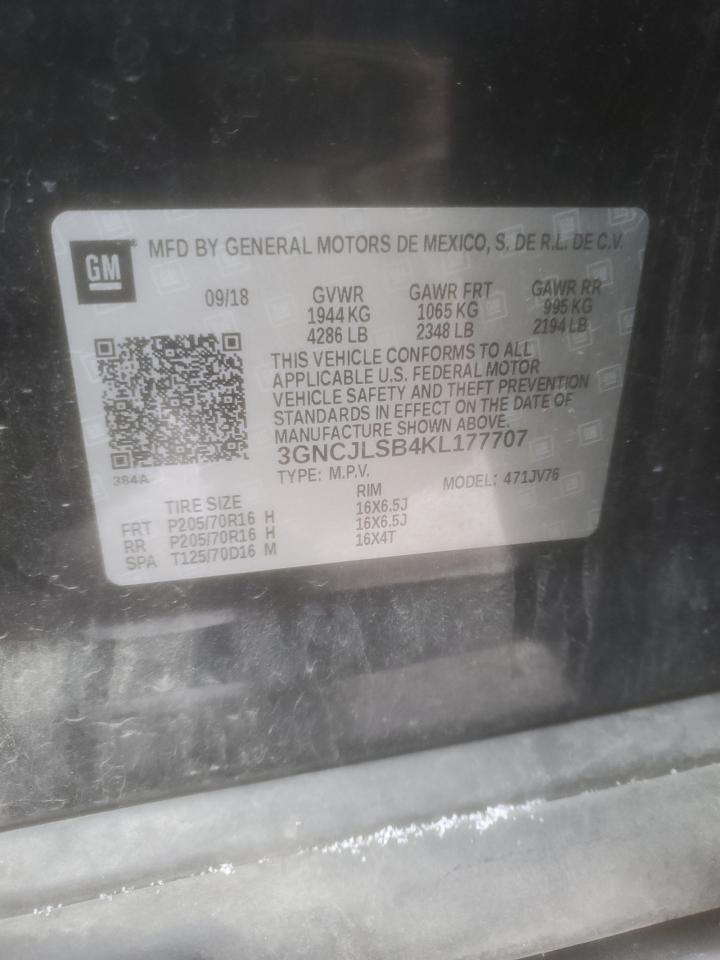 GM
MFD BY GENERAL MOTORS DE MEXICO, S. DE R.L. DE C.V.
09/18 GVWR GAWR FRT GAWR RR
1944 KG 1065 KG 995 KG
4286 LB 2348 LB 2194 LB
THIS VEHICLE CONFORMS TO ALL
APPLICABLE U.S. FEDERAL MOTOR
VEHICLE SAFETY AND THEFT PREVENTION
STANDARDS IN EFFECT ON THE DATE OF
MANUFACTURE SHOWN ABOVE.
3GNCJLSB4KL177707
384A
TYPE: M.P.V. MODEL: 471JV76
TIRE SIZE RIM
FRT P205/70R16 H 16X6.5J
RR P205/70R16 H 16X6.5J
SPA T125/70D16 M 16X4T